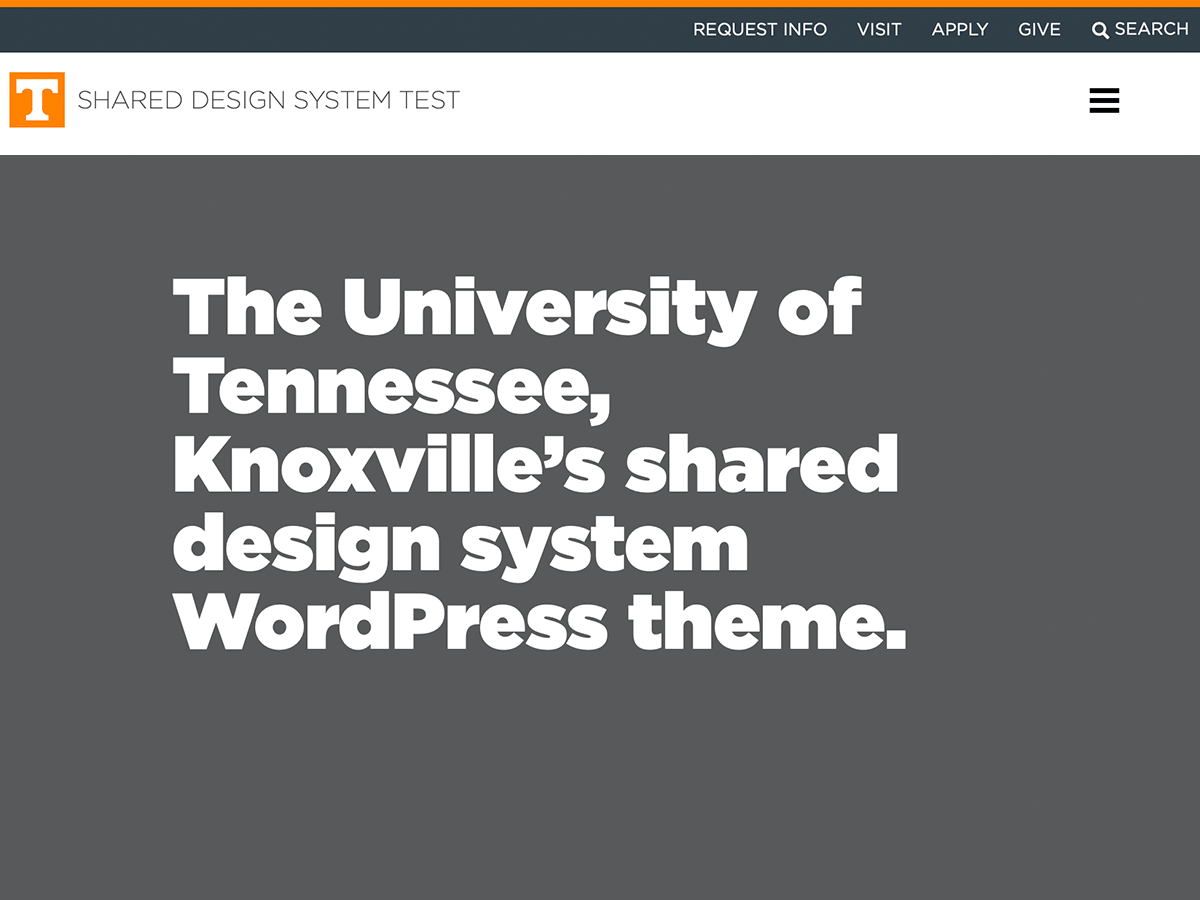 REQUEST INFO VISIT APPLY GIVE SEARCH
T SHARED DESIGN SYSTEM TEST
The University of
Tennessee,
Knoxville’s shared
design system
WordPress theme.